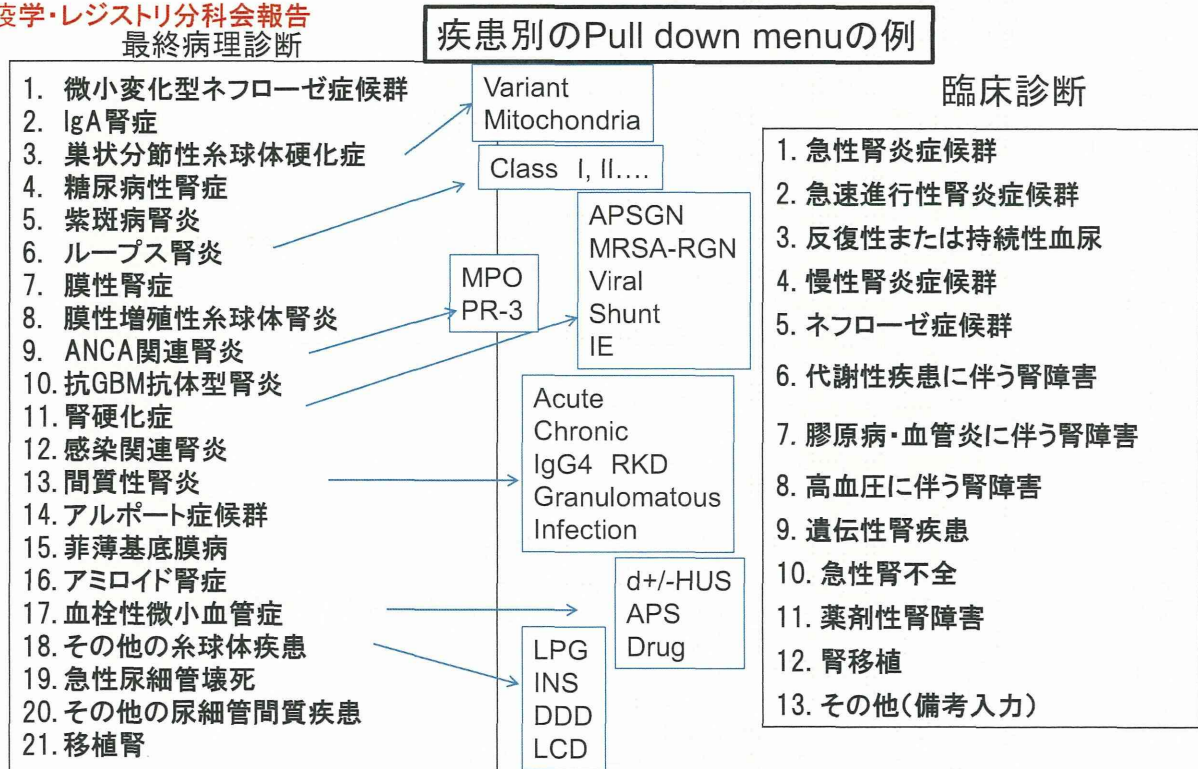 疫学・レジストリ分科会報告
最終病理診断
疾患別のPull down menuの例
1. 微小変化型ネフローゼ症候群
2. IgA腎症
3. 巣状分節性糸球体硬化症
4. 糖尿病性腎症
5. 紫斑病腎炎
6. ループス腎炎
7. 膜性腎症
8. 膜性増殖性糸球体腎炎
9. ANCA関連腎炎
10. 抗GBM抗体型腎炎
11. 腎硬化症
12. 感染関連腎炎
13. 間質性腎炎
14. アルポート症候群
15. 菲薄基底膜病
16. アミロイド腎症
17. 血栓性微小血管症
18. その他の糸球体疾患
19. 急性尿細管壊死
20. その他の尿細管間質疾患
21. 移植腎
Variant
Mitochondria
Class I, II....
MPO
PR-3
APSGN
MRSA-RGN
Viral
Shunt
IE
Acute
Chronic
IgG4 RKD
Granulomatous
Infection
d+/-HUS
APS
Drug
LPG
INS
DDD
LCD
臨床診断
1. 急性腎炎症候群
2. 急速進行性腎炎症候群
3. 反復性または持続性血尿
4. 慢性腎炎症候群
5. ネフローゼ症候群
6. 代謝性疾患に伴う腎障害
7. 膠原病・血管炎に伴う腎障害
8. 高血圧に伴う腎障害
9. 遺伝性腎疾患
10. 急性腎不全
11. 薬剤性腎障害
12. 腎移植
13. その他(備考入力)